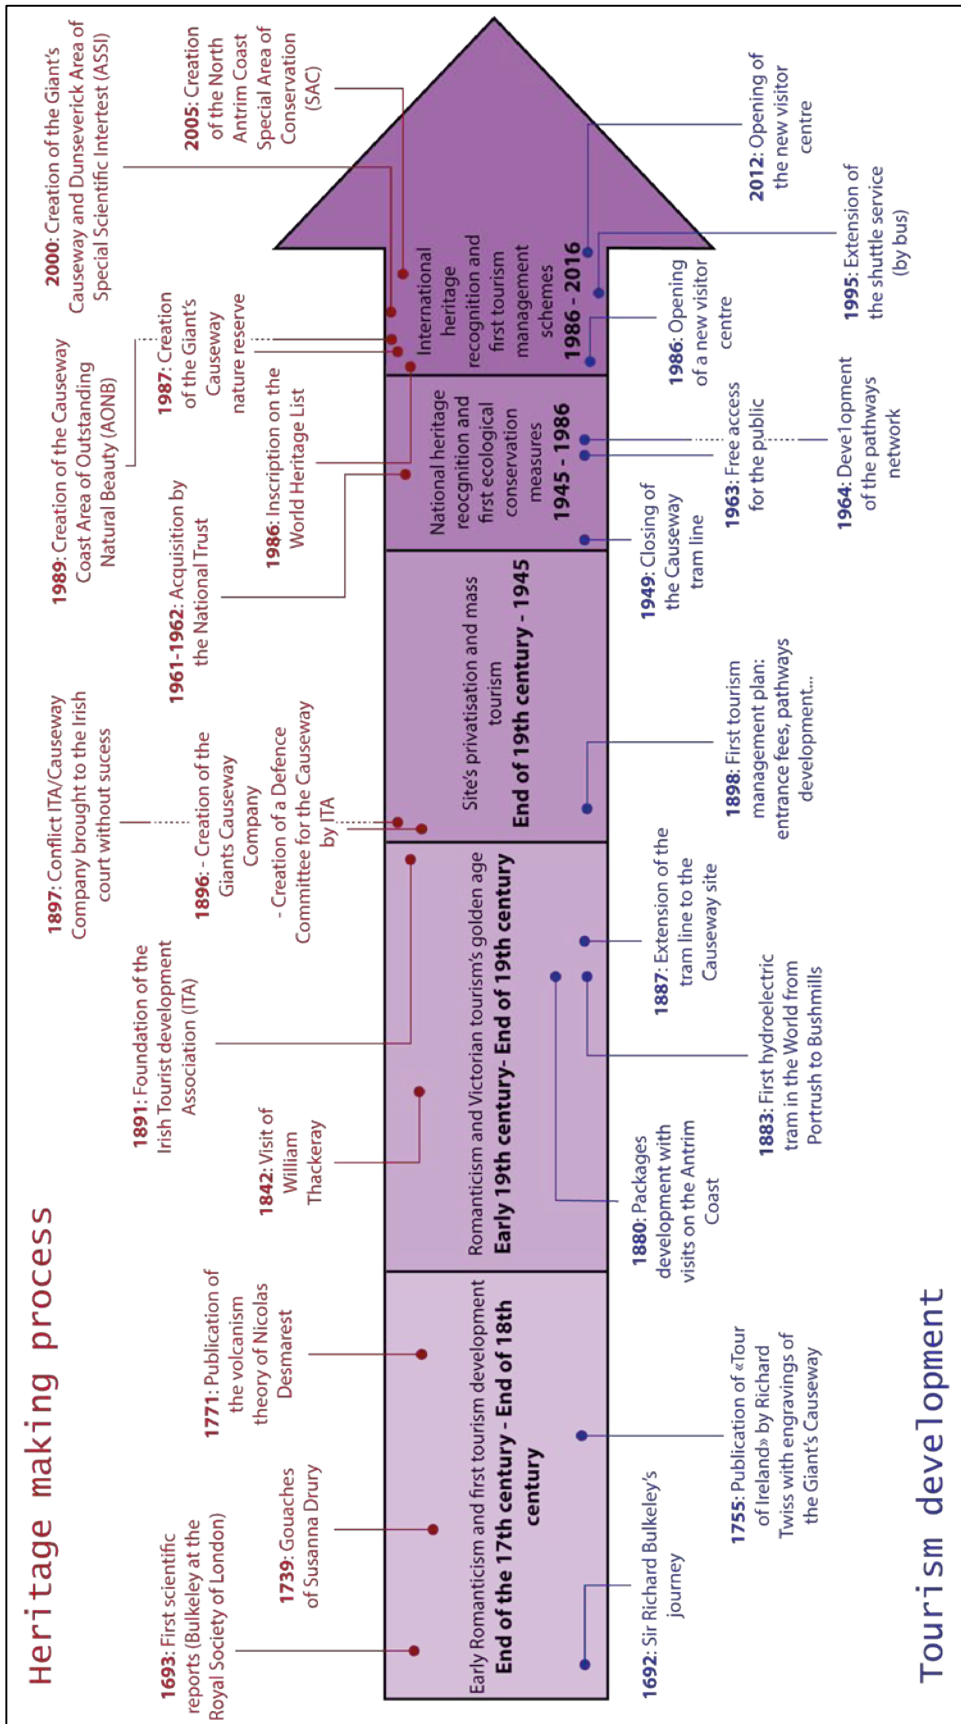 Heritage making process
1693: First scientific
reports (Bulkeley at the
Royal Society of London)
1739: Gouaches
of Susanna Drury
1771: Publication of
the volcanism
theory of Nicolas
Desmarest
1842: Visit of
William
Thackeray
1891: Foundation of the
Irish Tourist development
Association (ITA)
1897: Conflict ITA/Causeway
Company brought to the Irish
court without sucess
1896: - Creation of the
Giants Causeway
Company
- Creation of a Defence
Committee for the Causeway
by ITA
1961-1962: Acquisition by
the National Trust
1986: Inscription on the
World Heritage List
1989: Creation of the Causeway
Coast Area of Outstanding
Natural Beauty (AONB)
1987: Creation
of the Giant's
Causeway
nature reserve
2000: Creation of the Giant's
Causeway and Dunseverick Area of
Special Scientific Intertest (ASSI)
2005: Creation
of the North
Antrim Coast
Special Area of
Conservation
(SAC)
Early Romanticism and first tourism development
End of the 17th century - End of 18th
century
Romanticism and Victorian tourism's golden age
Early 19th century- End of 19th century
Site's privatisation and mass
tourism
End of 19th century - 1945
National heritage
reocgnition and
first ecological
conservation
measures
1945 - 1986
International
heritage
recognition and
first tourism
management
schemes
1986 - 2016
1692: Sir Richard Bulkeley's
journey
1755: Publication of «Tour
of Ireland» by Richard
Twiss with engravings of
the Giant's Causeway
1880: Packages
development with
visits on the Antrim
Coast
1883: First hydroelectric
tram in the World from
Portrush to Bushmills
1887: Extension of the
tram line to the
Causeway site
1898: First tourism
management plan:
entrance fees, pathways
development...
1949: Closing of
the Causeway
tram line
1963: Free access
for the public
1964: Development
of the pathways
network
1986: Opening
of a new visitor
centre
1995: Extension of
the shuttle service
(by bus)
2012: Opening of
the new visitor
centre
Tourism development